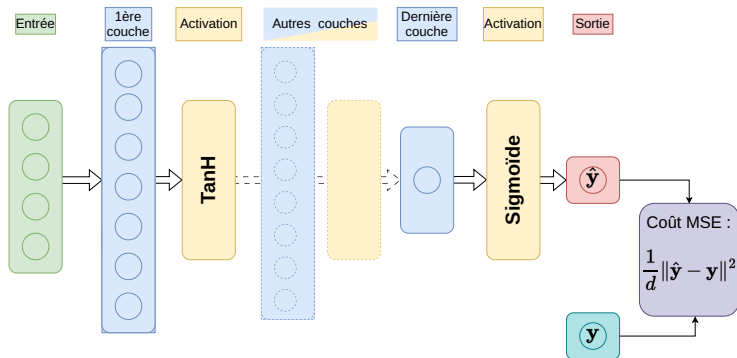 Entrée
1ère
couche
Activation
Autres couches
Dernière
couche
Activation
Sortie
TanH
Sigmoïde
ŷ
Coût MSE :
1/d ‖ŷ − y‖²
y